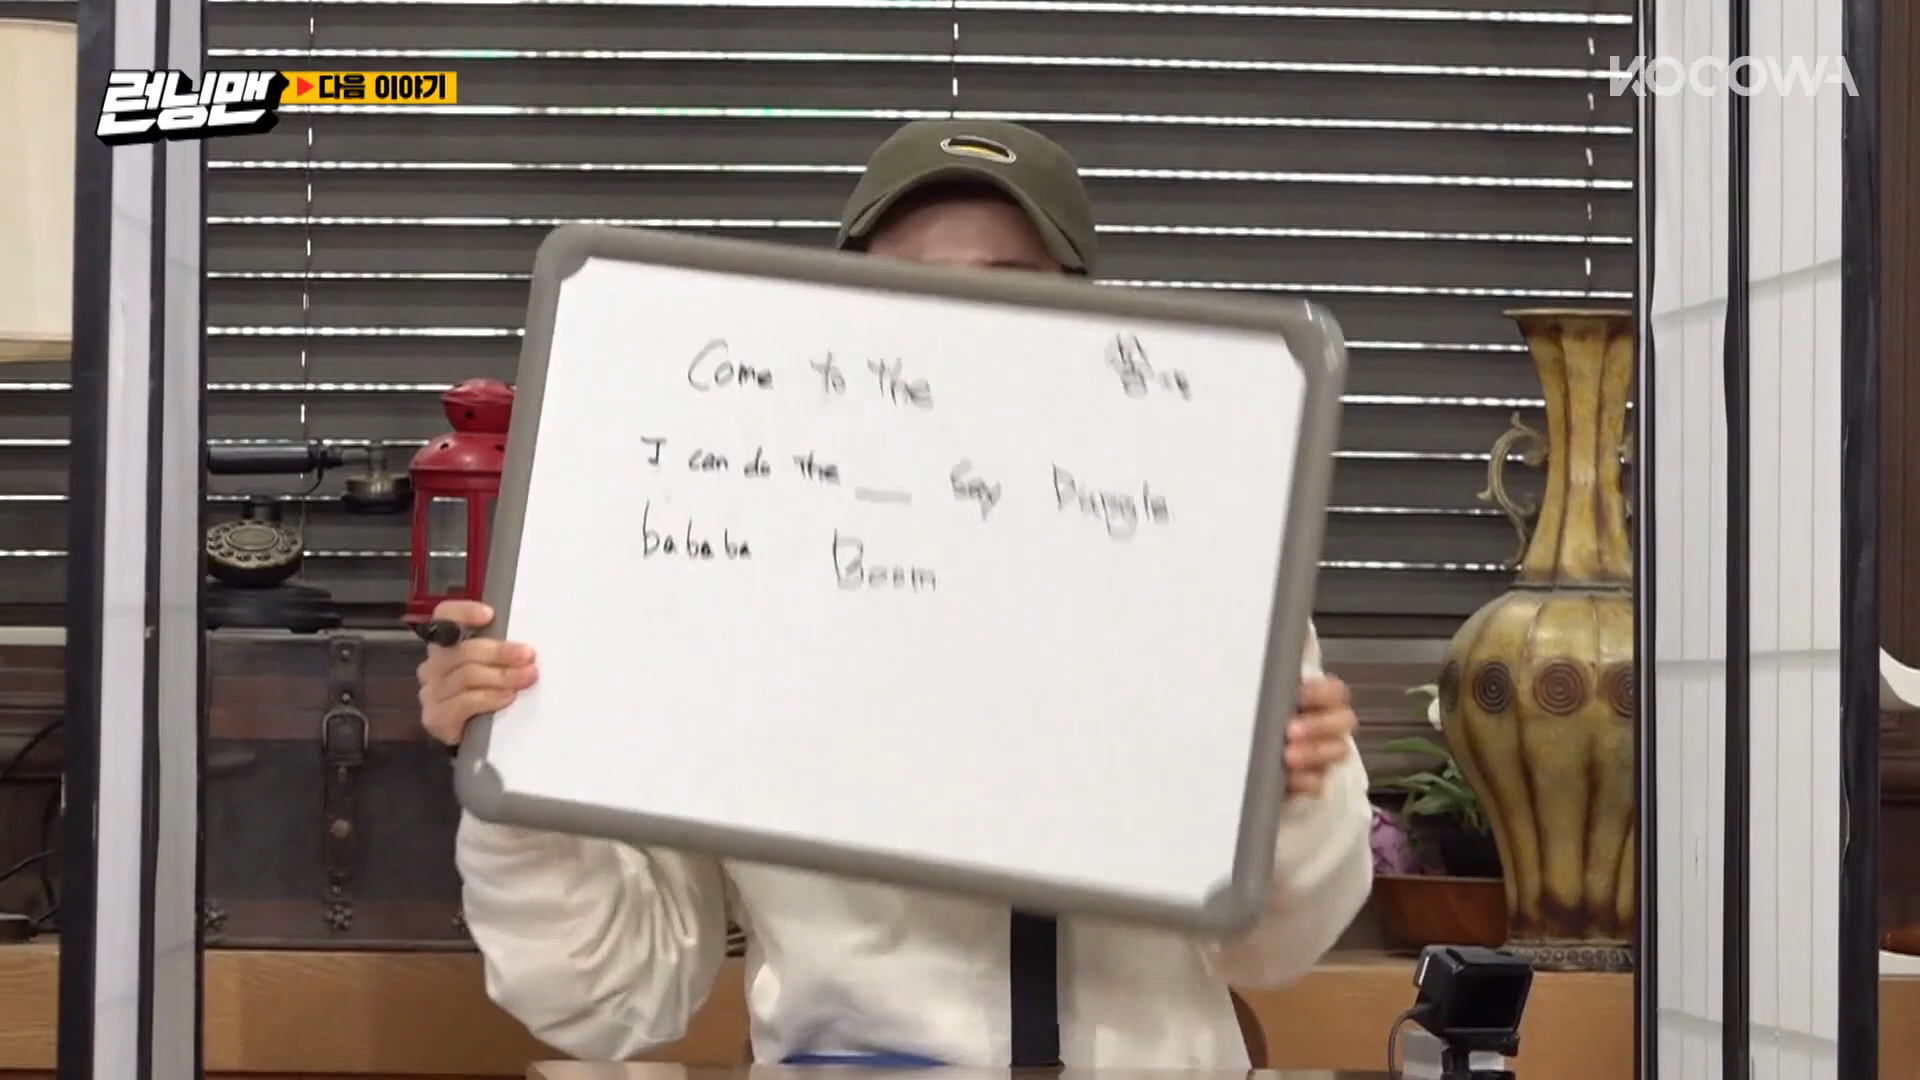 런닝맨 ▶다음 이야기
KOCOWA
Come to the
I can do the __ Say
bababa Boom